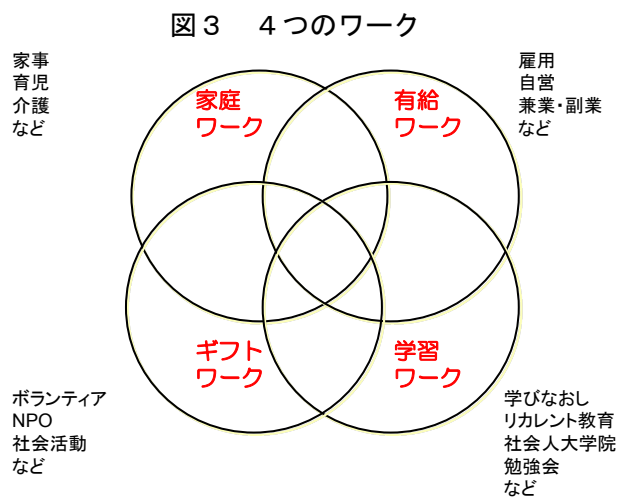 図３　４つのワーク
家事
育児
介護
など
家庭
ワーク
有給
ワーク
雇用
自営
兼業・副業
など
ギフト
ワーク
学習
ワーク
ボランティア
NPO
社会活動
など
学びなおし
リカレント教育
社会人大学院
勉強会
など